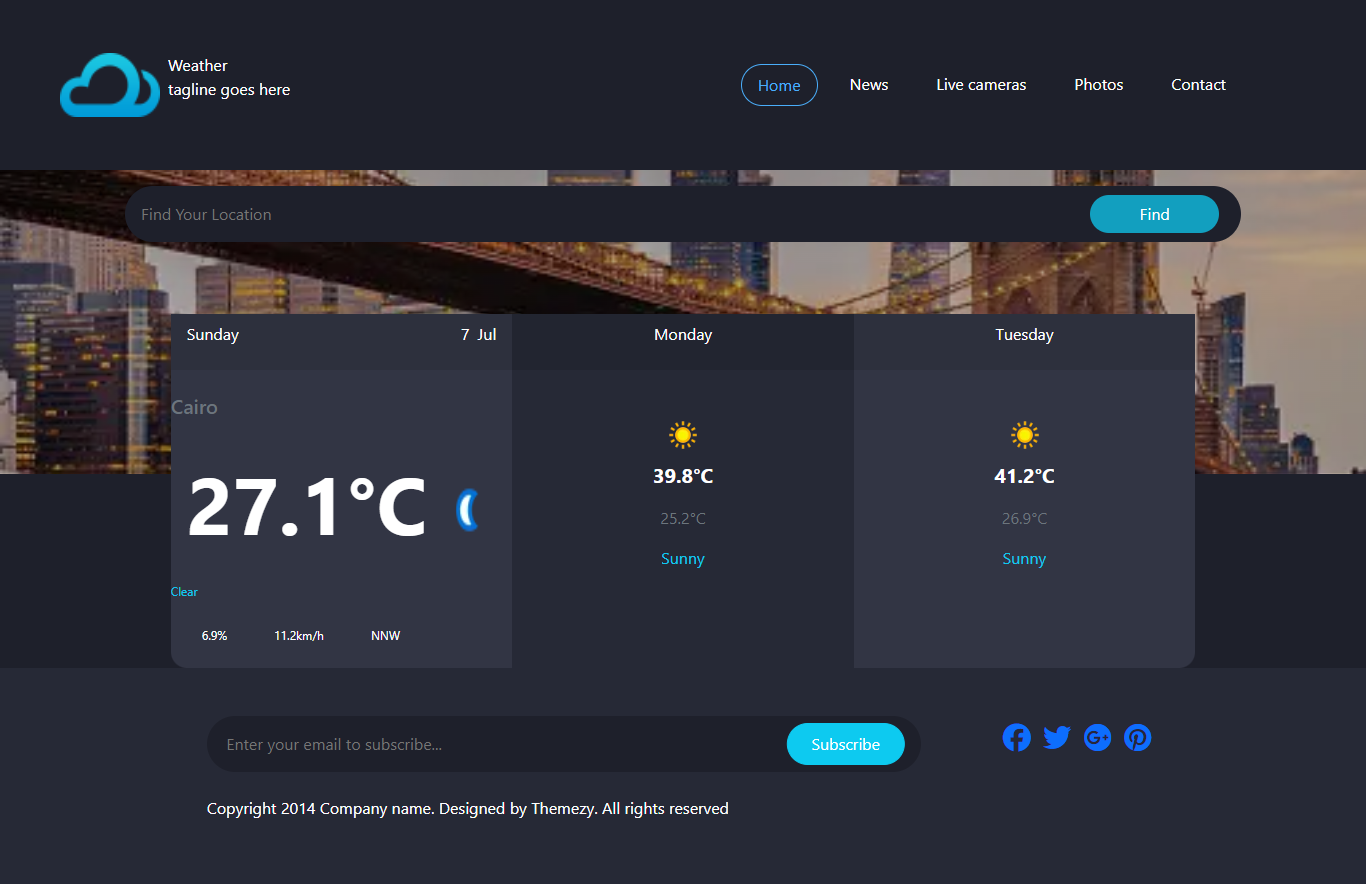 Weather
tagline goes here
Home News Live cameras Photos Contact
Find Your Location Find
Sunday 7 Jul Monday Tuesday
Cairo
27.1°C
Clear
6.9% 11.2km/h NNW
39.8°C
25.2°C
Sunny
41.2°C
26.9°C
Sunny
Enter your email to subscribe... Subscribe
Copyright 2014 Company name. Designed by Themezy. All rights reserved